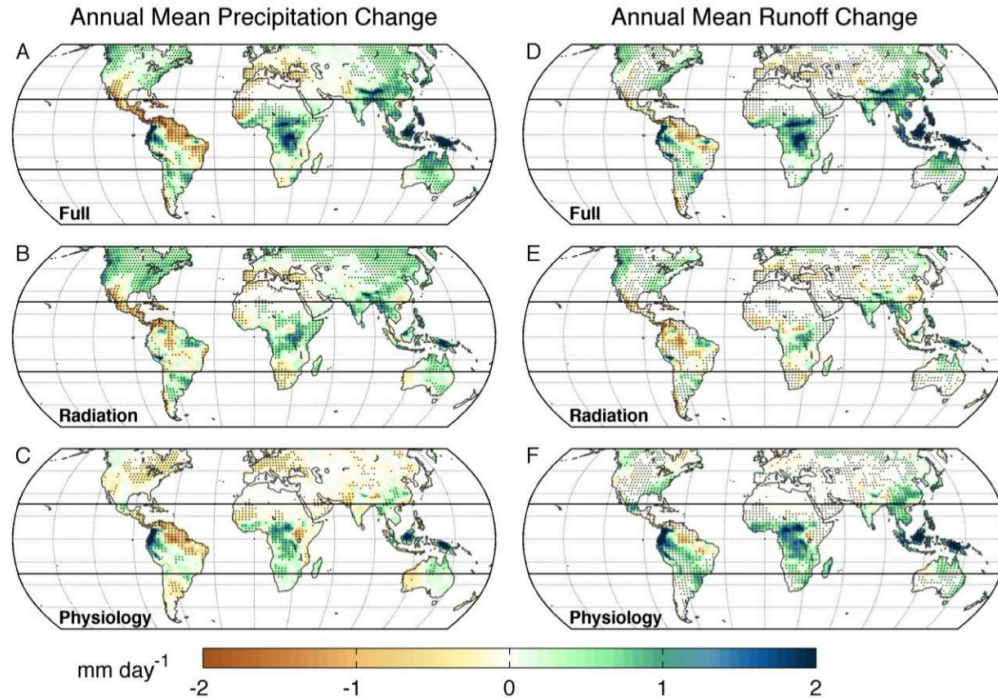 Annual Mean Precipitation Change
Annual Mean Runoff Change
A
D
Full
Full
B
E
Radiation
Radiation
C
F
Physiology
Physiology
mm day-1
-2
-1
0
1
2